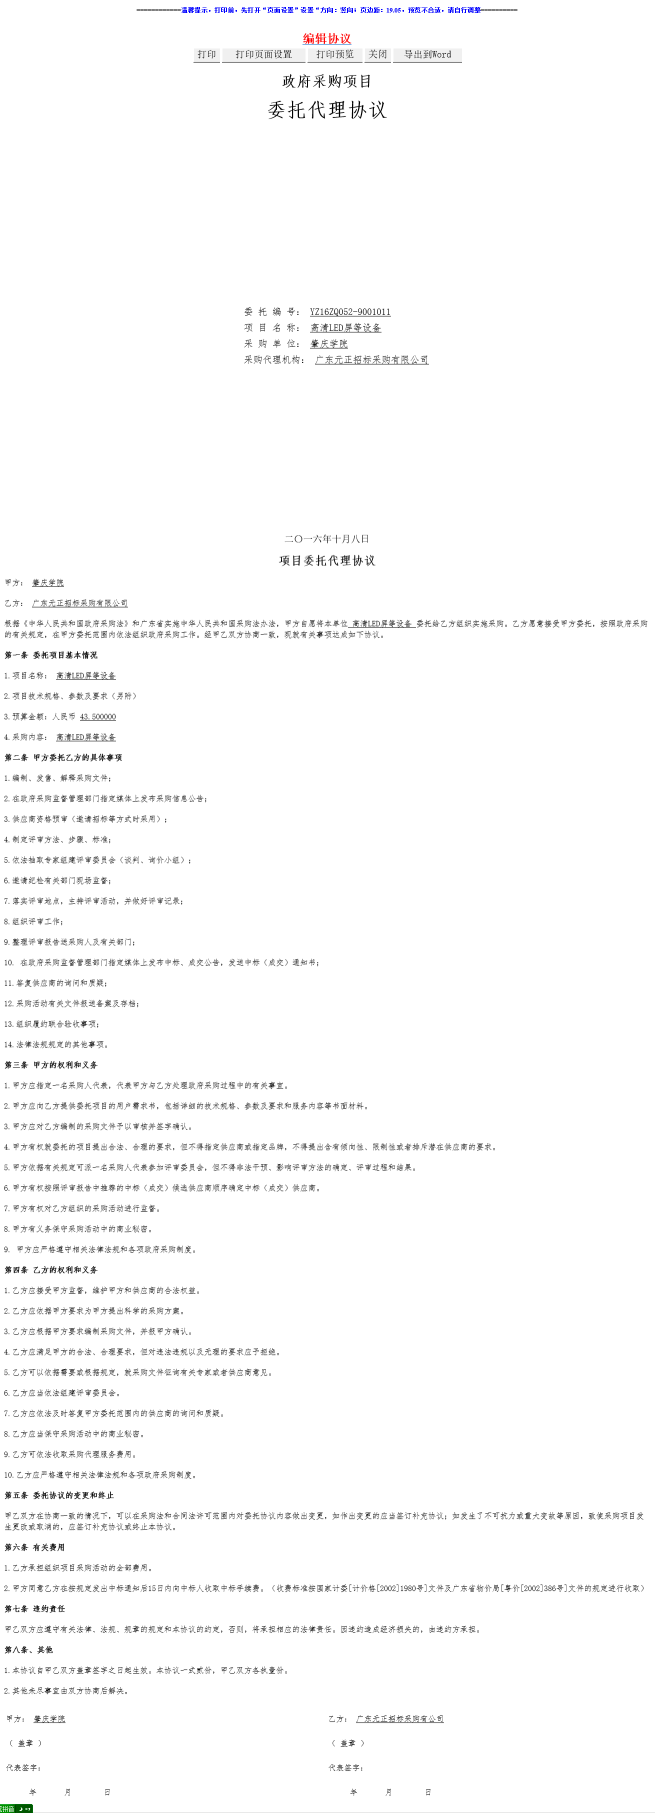 ============温馨提示，打印前，先打开“页面设置”设置“方向：竖向；页边距：19.05，预览不合适，请自行调整==========
编辑协议
打印 打印页面设置 打印预览 关闭 导出到Word
政府采购项目
委托代理协议
委 托 编 号： YZ16ZQ052-9001011
项 目 名 称： 高清LED屏等设备
采 购 单 位： 肇庆学院
采购代理机构： 广东元正招标采购有限公司
二〇一六年十月八日
项目委托代理协议
甲方： 肇庆学院
乙方： 广东元正招标采购有限公司
根据《中华人民共和国政府采购法》和广东省实施中华人民共和国采购法办法，甲方自愿将本单位 高清LED屏等设备 委托给乙方组织实施采购。乙方愿意接受甲方委托，按照政府采购
的有关规定，在甲方委托范围内依法组织政府采购工作。经甲乙双方协商一致，现就有关事项达成如下协议。
第一条 委托项目基本情况
1.项目名称： 高清LED屏等设备
2.项目技术规格、参数及要求（另附）
3.预算金额：人民币 43.500000
4.采购内容： 高清LED屏等设备
第二条 甲方委托乙方的具体事项
1.编制、发售、解释采购文件；
2.在政府采购监督管理部门指定媒体上发布采购信息公告；
3.供应商资格预审（邀请招标等方式时采用）；
4.制定评审方法、步骤、标准；
5.依法抽取专家组建评审委员会（谈判、询价小组）；
6.邀请纪检有关部门现场监督；
7.落实评审地点，主持评审活动，并做好评审记录；
8.组织评审工作；
9.整理评审报告送采购人及有关部门；
10. 在政府采购监督管理部门指定媒体上发布中标、成交公告，发送中标（成交）通知书；
11.答复供应商的询问和质疑；
12.采购活动有关文件报送备案及存档；
13.组织履约联合验收事项；
14.法律法规规定的其他事项。
第三条 甲方的权利和义务
1.甲方应指定一名采购人代表，代表甲方与乙方处理政府采购过程中的有关事宜。
2.甲方应向乙方提供委托项目的用户需求书，包括详细的技术规格、参数及要求和服务内容等书面材料。
3.甲方应对乙方编制的采购文件予以审核并签字确认。
4.甲方有权就委托的项目提出合法、合理的要求，但不得指定供应商或指定品牌，不得提出含有倾向性、限制性或者排斥潜在供应商的要求。
5.甲方依据有关规定可派一名采购人代表参加评审委员会，但不得非法干预、影响评审方法的确定、评审过程和结果。
6.甲方有权按照评审报告中推荐的中标（成交）候选供应商顺序确定中标（成交）供应商。
7.甲方有权对乙方组织的采购活动进行监督。
8.甲方有义务保守采购活动中的商业秘密。
9. 甲方应严格遵守相关法律法规和各项政府采购制度。
第四条 乙方的权利和义务
1.乙方应接受甲方监督，维护甲方和供应商的合法权益。
2.乙方应依据甲方要求为甲方提出科学的采购方案。
3.乙方应根据甲方要求编制采购文件，并报甲方确认。
4.乙方应满足甲方的合法、合理要求，但对违法违规以及无理的要求应予拒绝。
5.乙方可以依据需要或根据规定，就采购文件征询有关专家或者供应商意见。
6.乙方应当依法组建评审委员会。
7.乙方应依法及时答复甲方委托范围内的供应商的询问和质疑。
8.乙方应当保守采购活动中的商业秘密。
9.乙方可依法收取采购代理服务费用。
10.乙方应严格遵守相关法律法规和各项政府采购制度。
第五条 委托协议的变更和终止
甲乙双方在协商一致的情况下，可以在采购法和合同法许可范围内对委托协议内容做出变更，如作出变更的应当签订补充协议；如发生了不可抗力或重大变故等原因，致使采购项目发
生更改或取消的，应签订补充协议或终止本协议。
第六条 有关费用
1.乙方承担组织项目采购活动的全部费用。
2.甲方同意乙方在按规定发出中标通知后15日内向中标人收取中标手续费。（收费标准按国家计委[计价格[2002]1980号]文件及广东省物价局[粤价[2002]386号]文件的规定进行收取）
第七条 违约责任
甲乙双方应遵守有关法律、法规、规章的规定和本协议的约定，否则，将承担相应的法律责任。因违约造成经济损失的，由违约方承担。
第八条、其他
1.本协议自甲乙双方盖章签字之日起生效。本协议一式贰份，甲乙双方各执壹份。
2.其他未尽事宜由双方协商后解决。
甲方： 肇庆学院 乙方： 广东元正招标采购有公司
（ 盖章 ） （ 盖章 ）
代表签字： 代表签字：
年 月 日 年 月 日